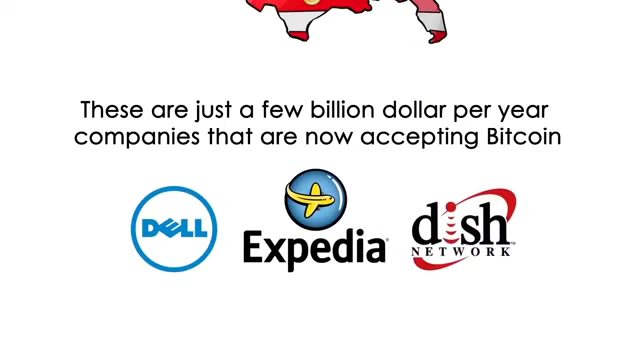 These are just a few billion dollar per year
companies that are now accepting Bitcoin
DELL
Expedia
dish
NETWORK